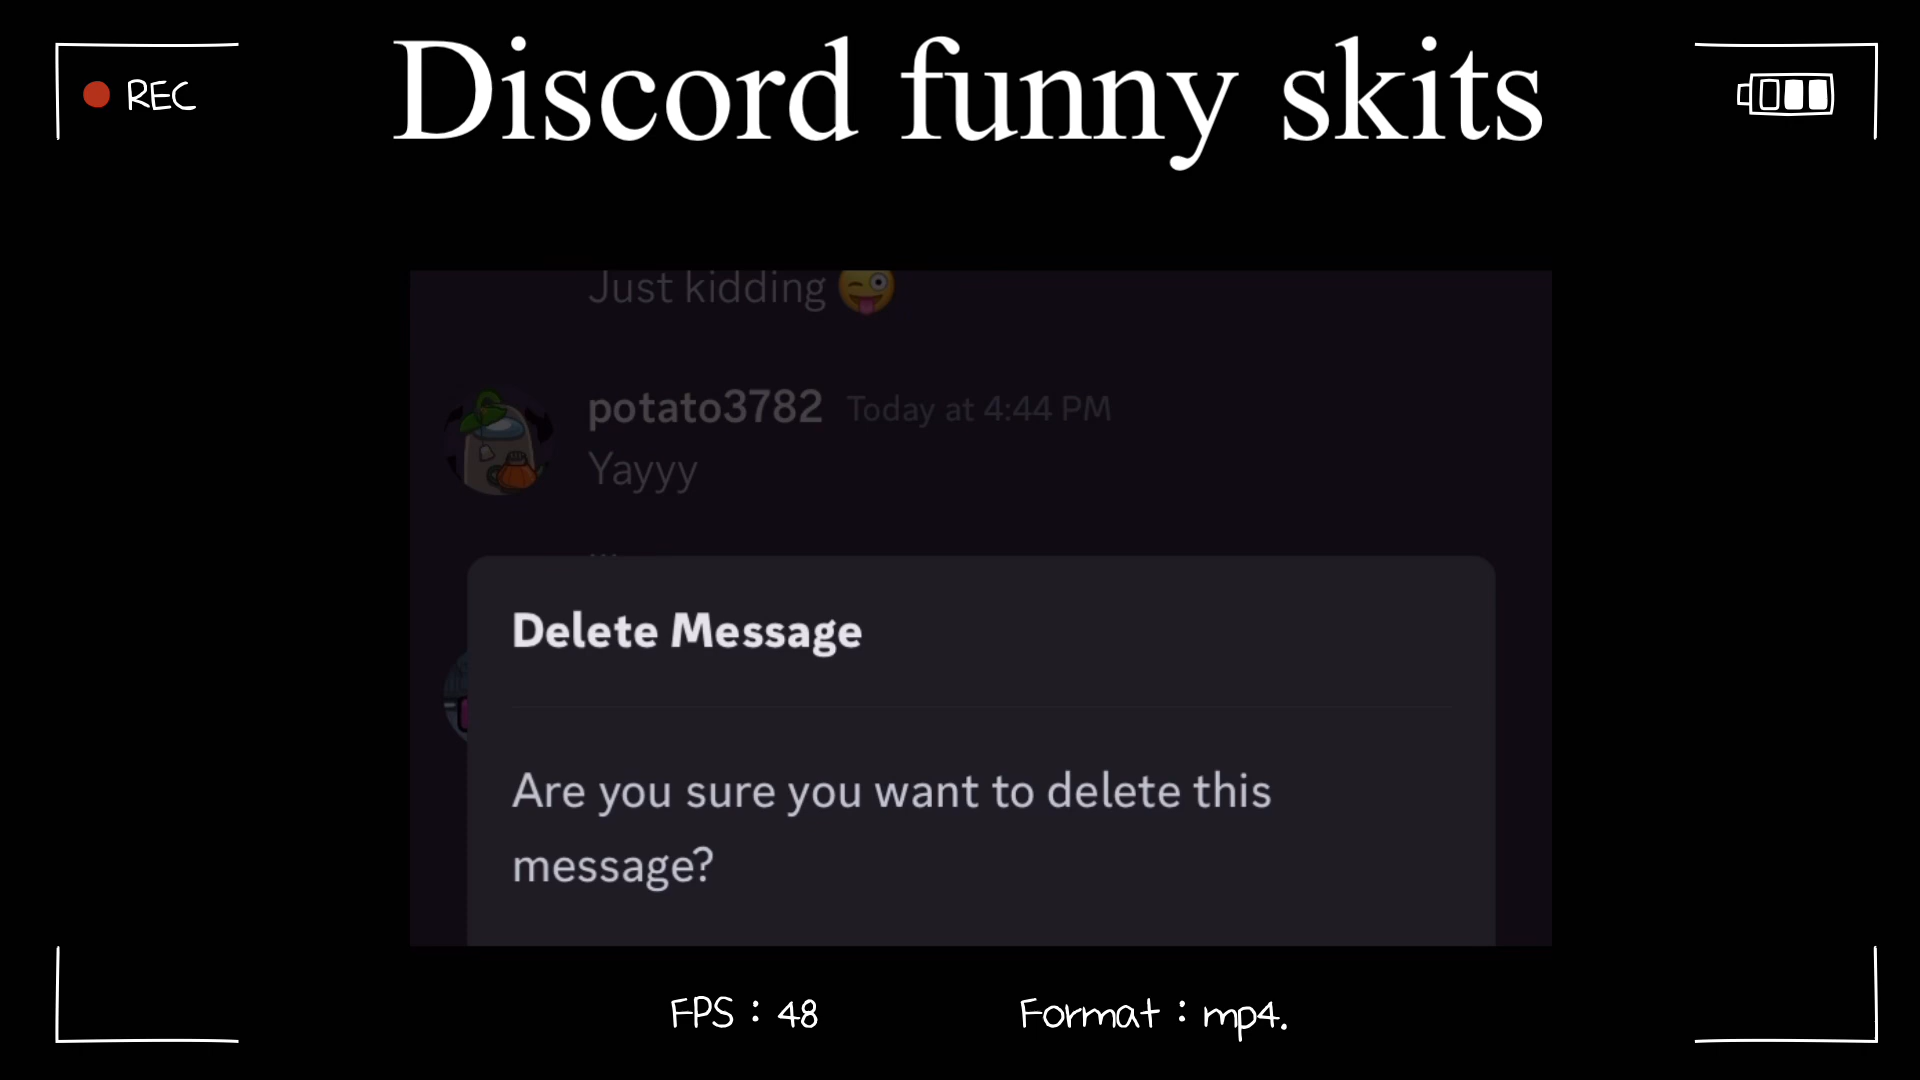 Discord funny skits
REC
Just kidding 😜
potato3782 Today at 4:44 PM
Yayyy
...
Delete Message
Are you sure you want to delete this
message?
FPS : 48
Format : mp4.